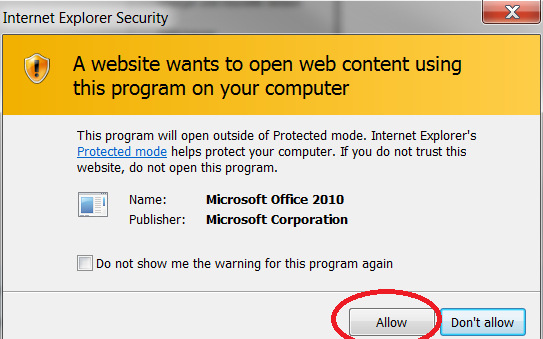 Internet Explorer Security
A website wants to open web content using
this program on your computer
This program will open outside of Protected mode. Internet Explorer's
Protected mode helps protect your computer. If you do not trust this
website, do not open this program.
Name: Microsoft Office 2010
Publisher: Microsoft Corporation
Do not show me the warning for this program again
Allow Don't allow